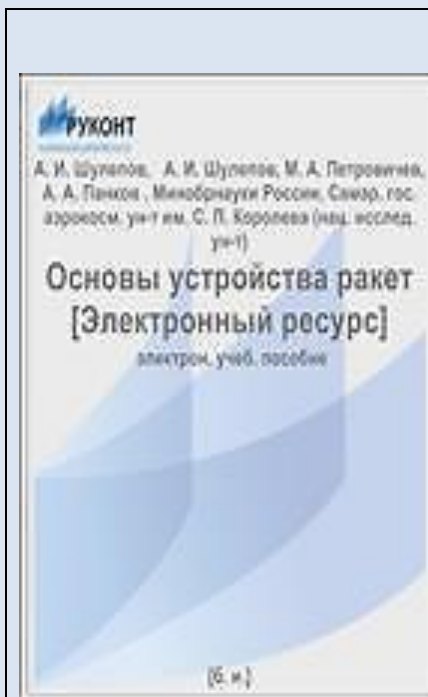 РУКОНТ
А. И. Шулепов, А. И. Шулепов, М. А. Петровичев,
А. А. Панков , Минобрнауки России, Самар. гос.
аэрокосм. ун-т им. С. П. Королева (нац. исслед.
ун-т)
Основы устройства ракет
[Электронный ресурс]
электрон. учеб. пособие
[б. и.]